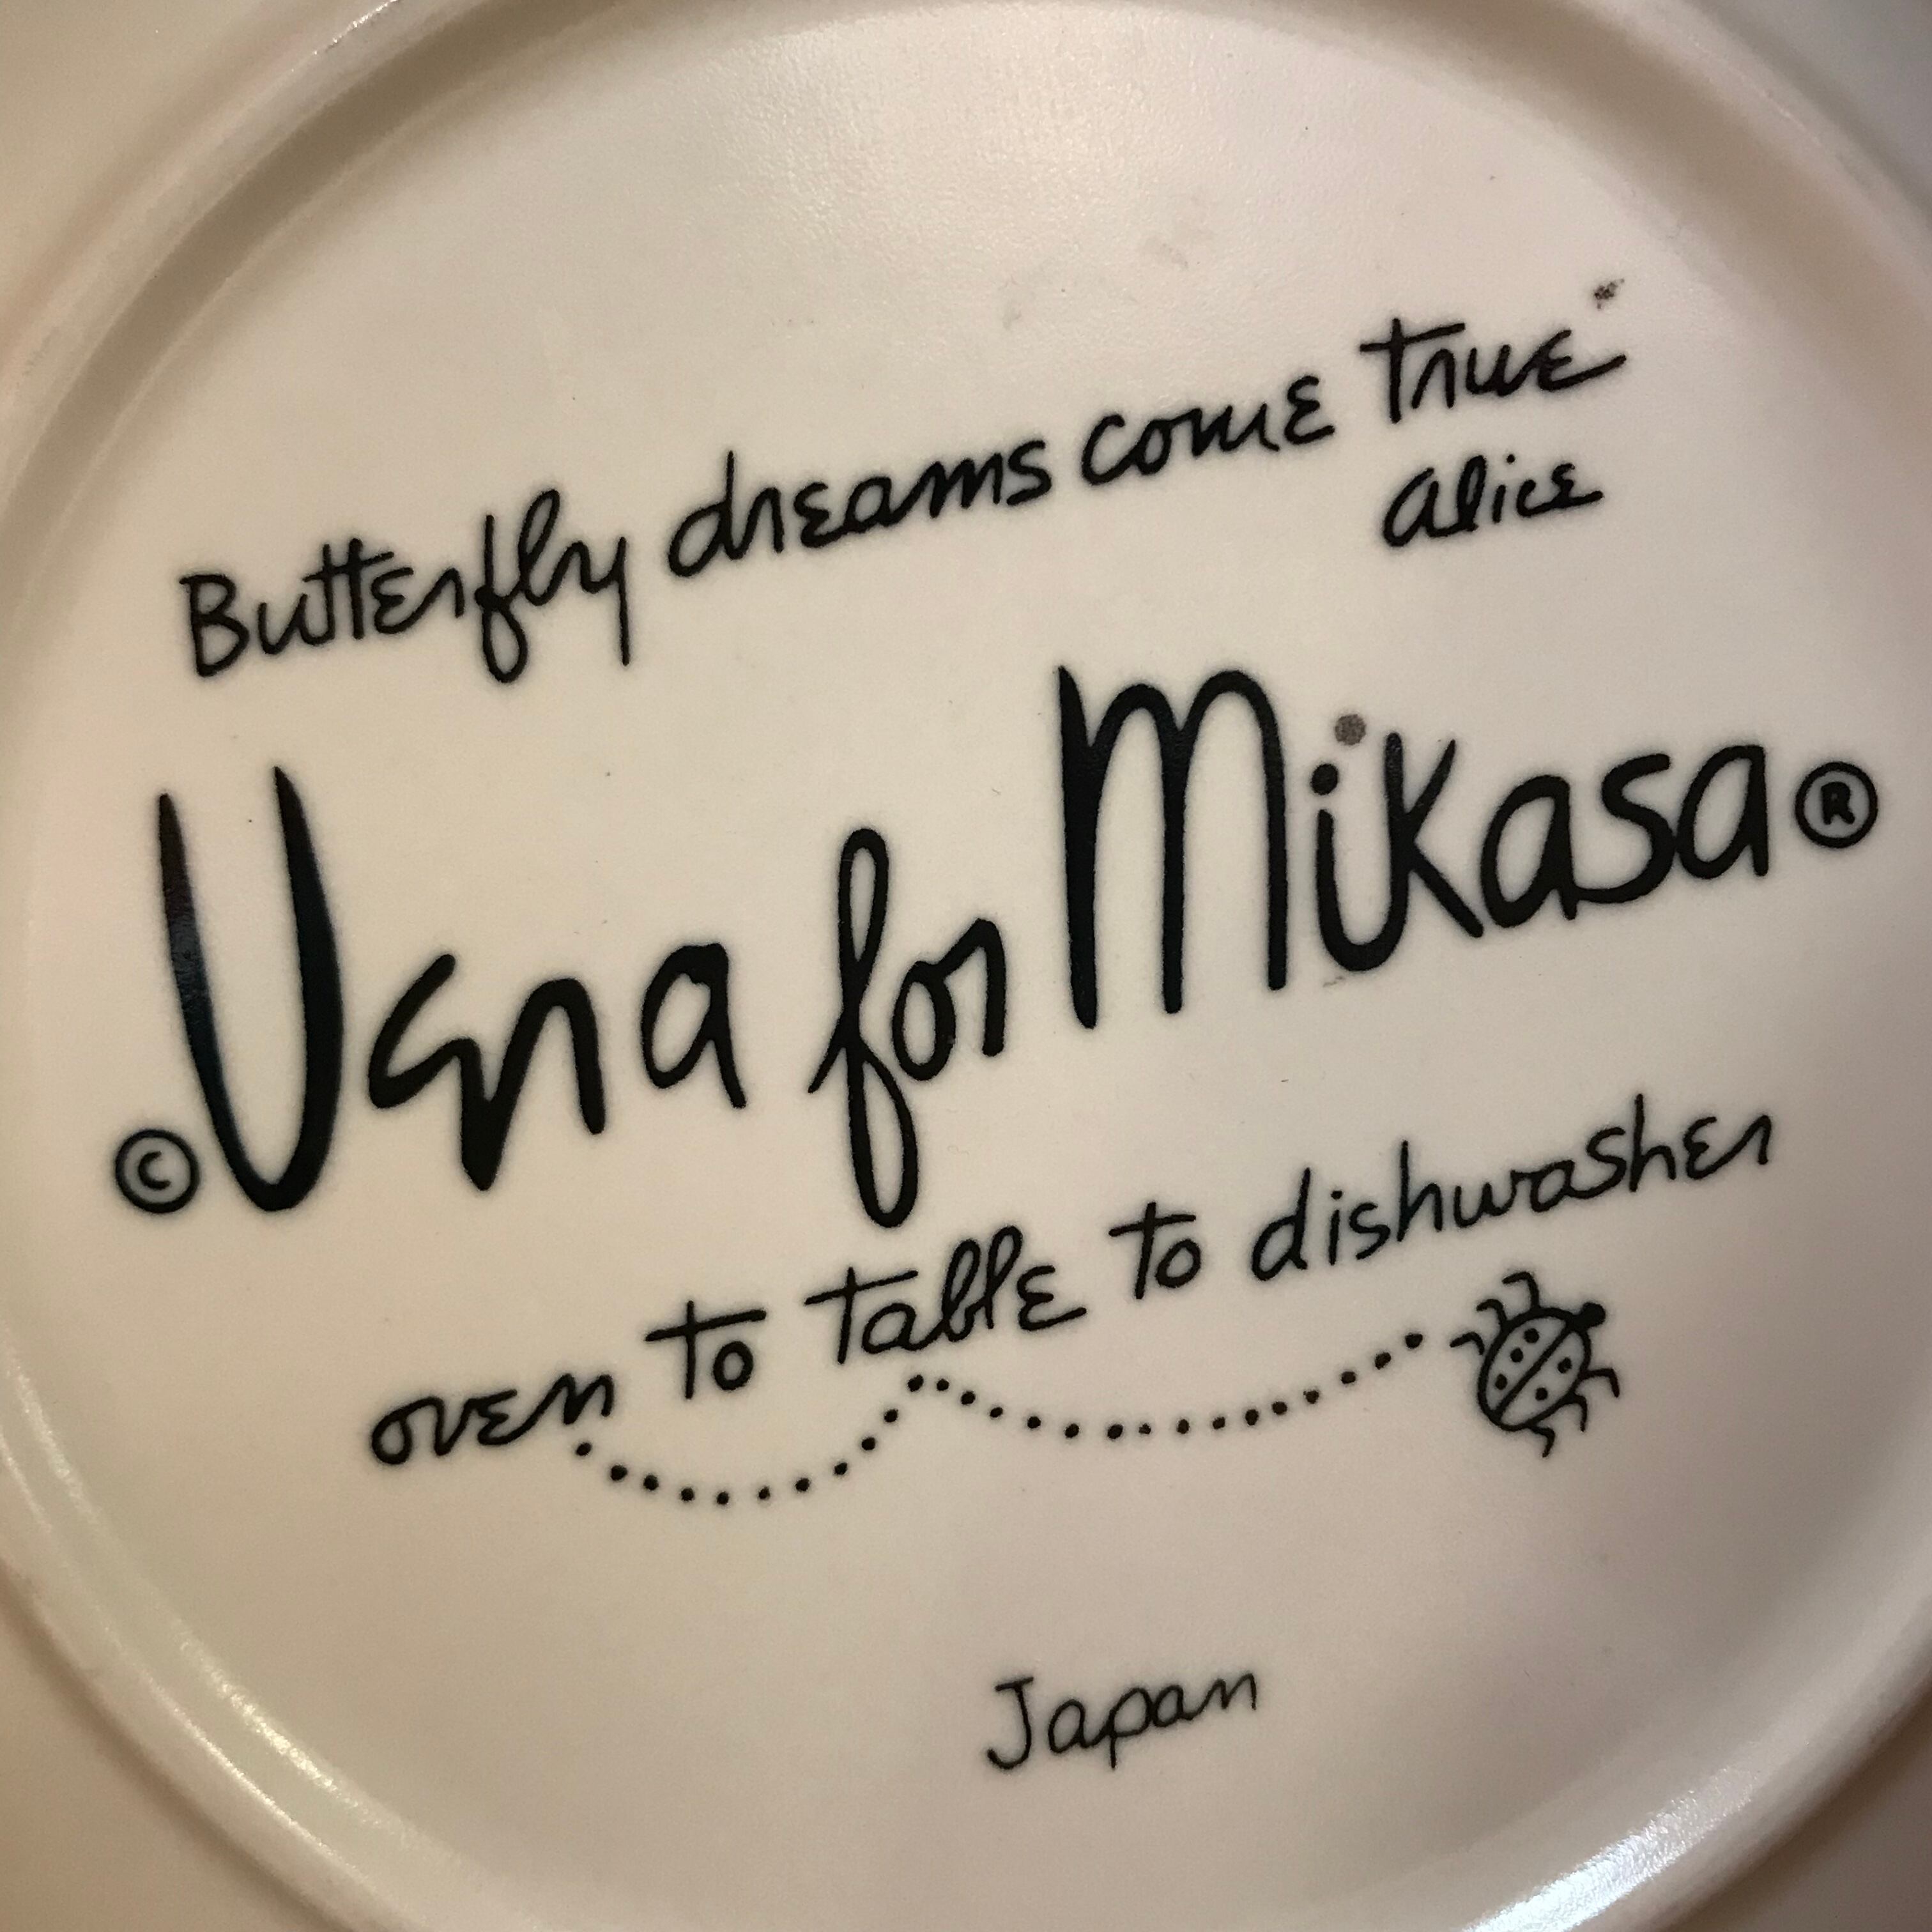 Butterfly dreams come true"
Alice
© Vera for Mikasa ®
oven to table to dishwasher
Japan